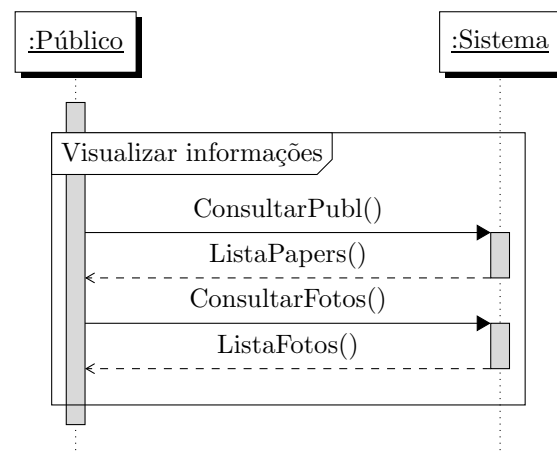 :Público
:Sistema
Visualizar informações
ConsultarPubl()
ListaPapers()
ConsultarFotos()
ListaFotos()